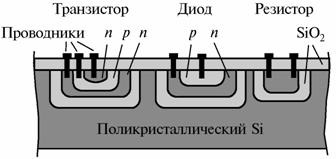 Транзистор Диод Резистор
Проводники n p n p n SiO2
Поликристаллический Si